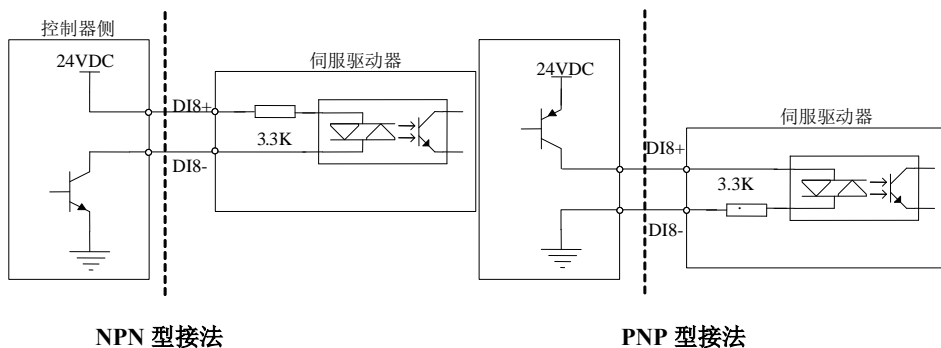 控制器侧
24VDC
伺服驱动器
DI8+
3.3K
DI8-
24VDC
伺服驱动器
DI8+
3.3K
DI8-
NPN 型接法
PNP 型接法